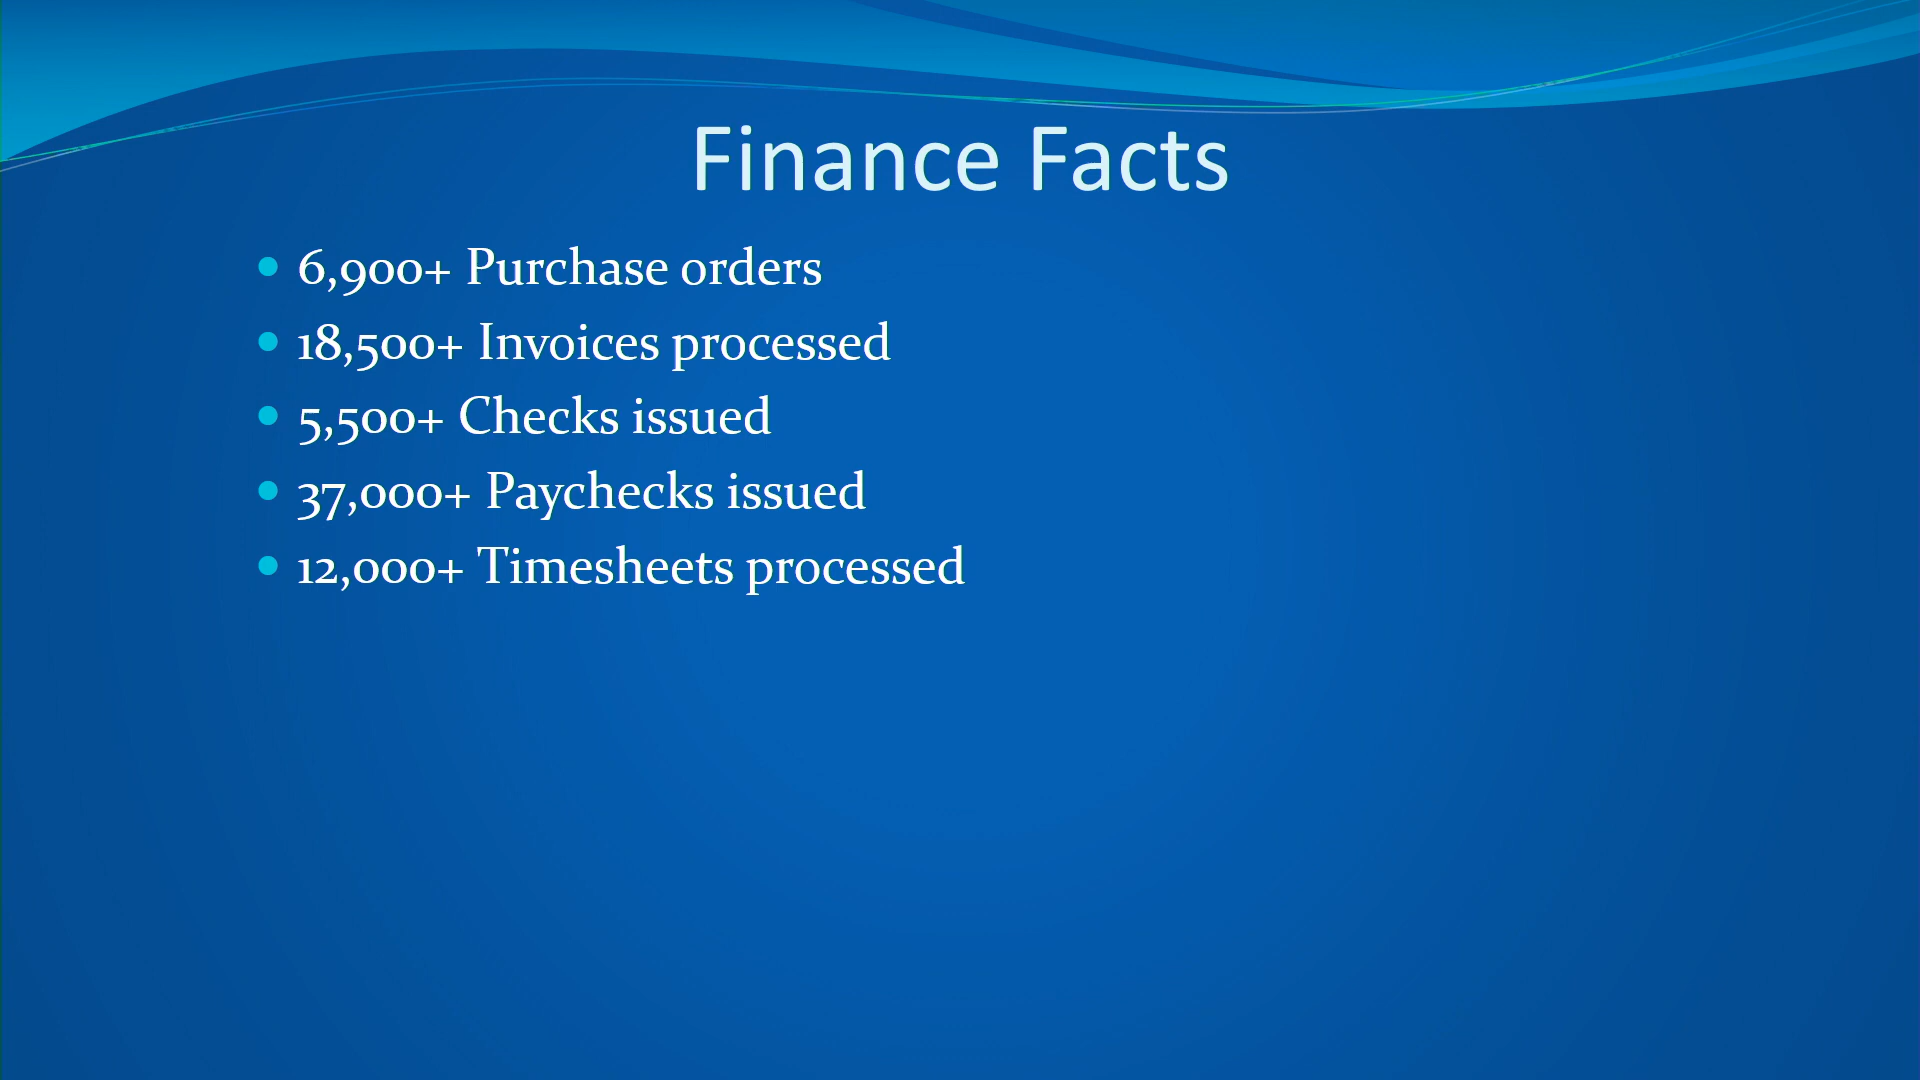 Finance Facts
• 6,900+ Purchase orders
• 18,500+ Invoices processed
• 5,500+ Checks issued
• 37,000+ Paychecks issued
• 12,000+ Timesheets processed